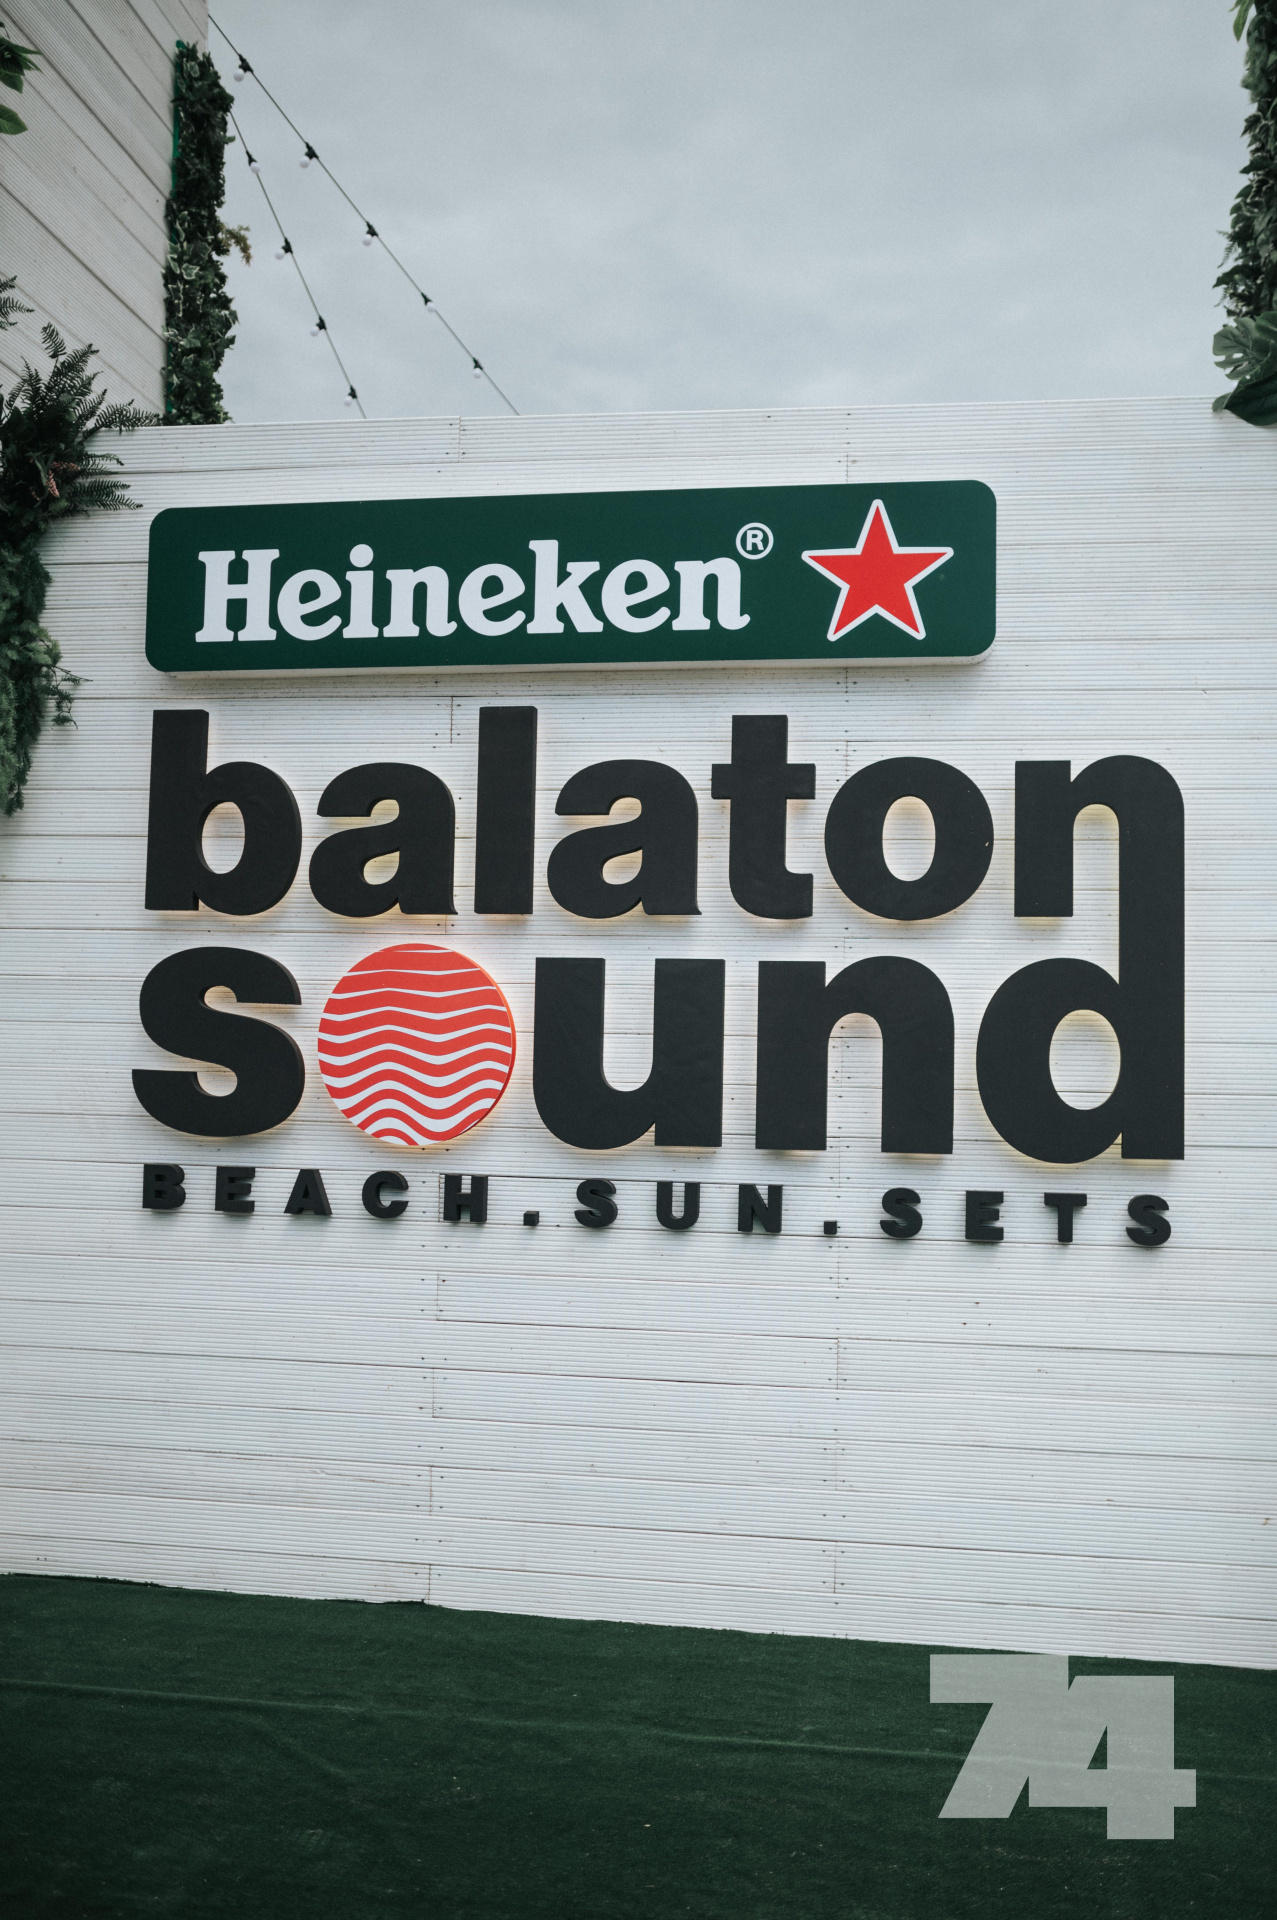 Heineken®
balaton
sound
BEACH.SUN.SETS
74